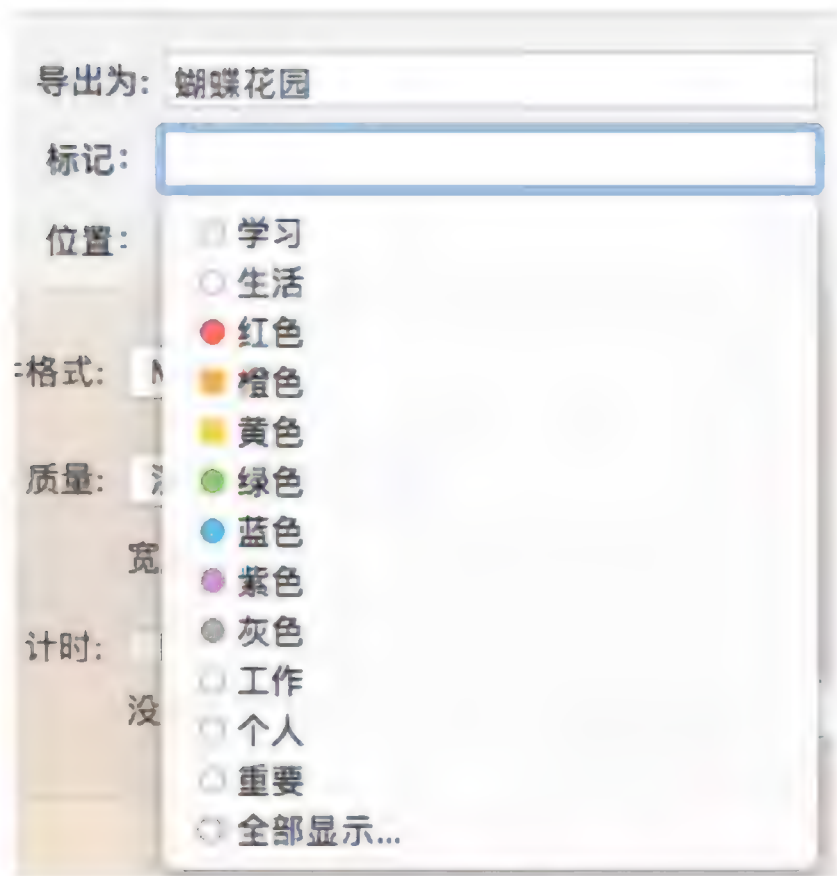 导出为: 蝴蝶花园
标记:
位置:
学习
生活
红色
橙色
黄色
绿色
蓝色
紫色
灰色
工作
个人
重要
全部显示...
格式:
质量:
宽
计时:
没